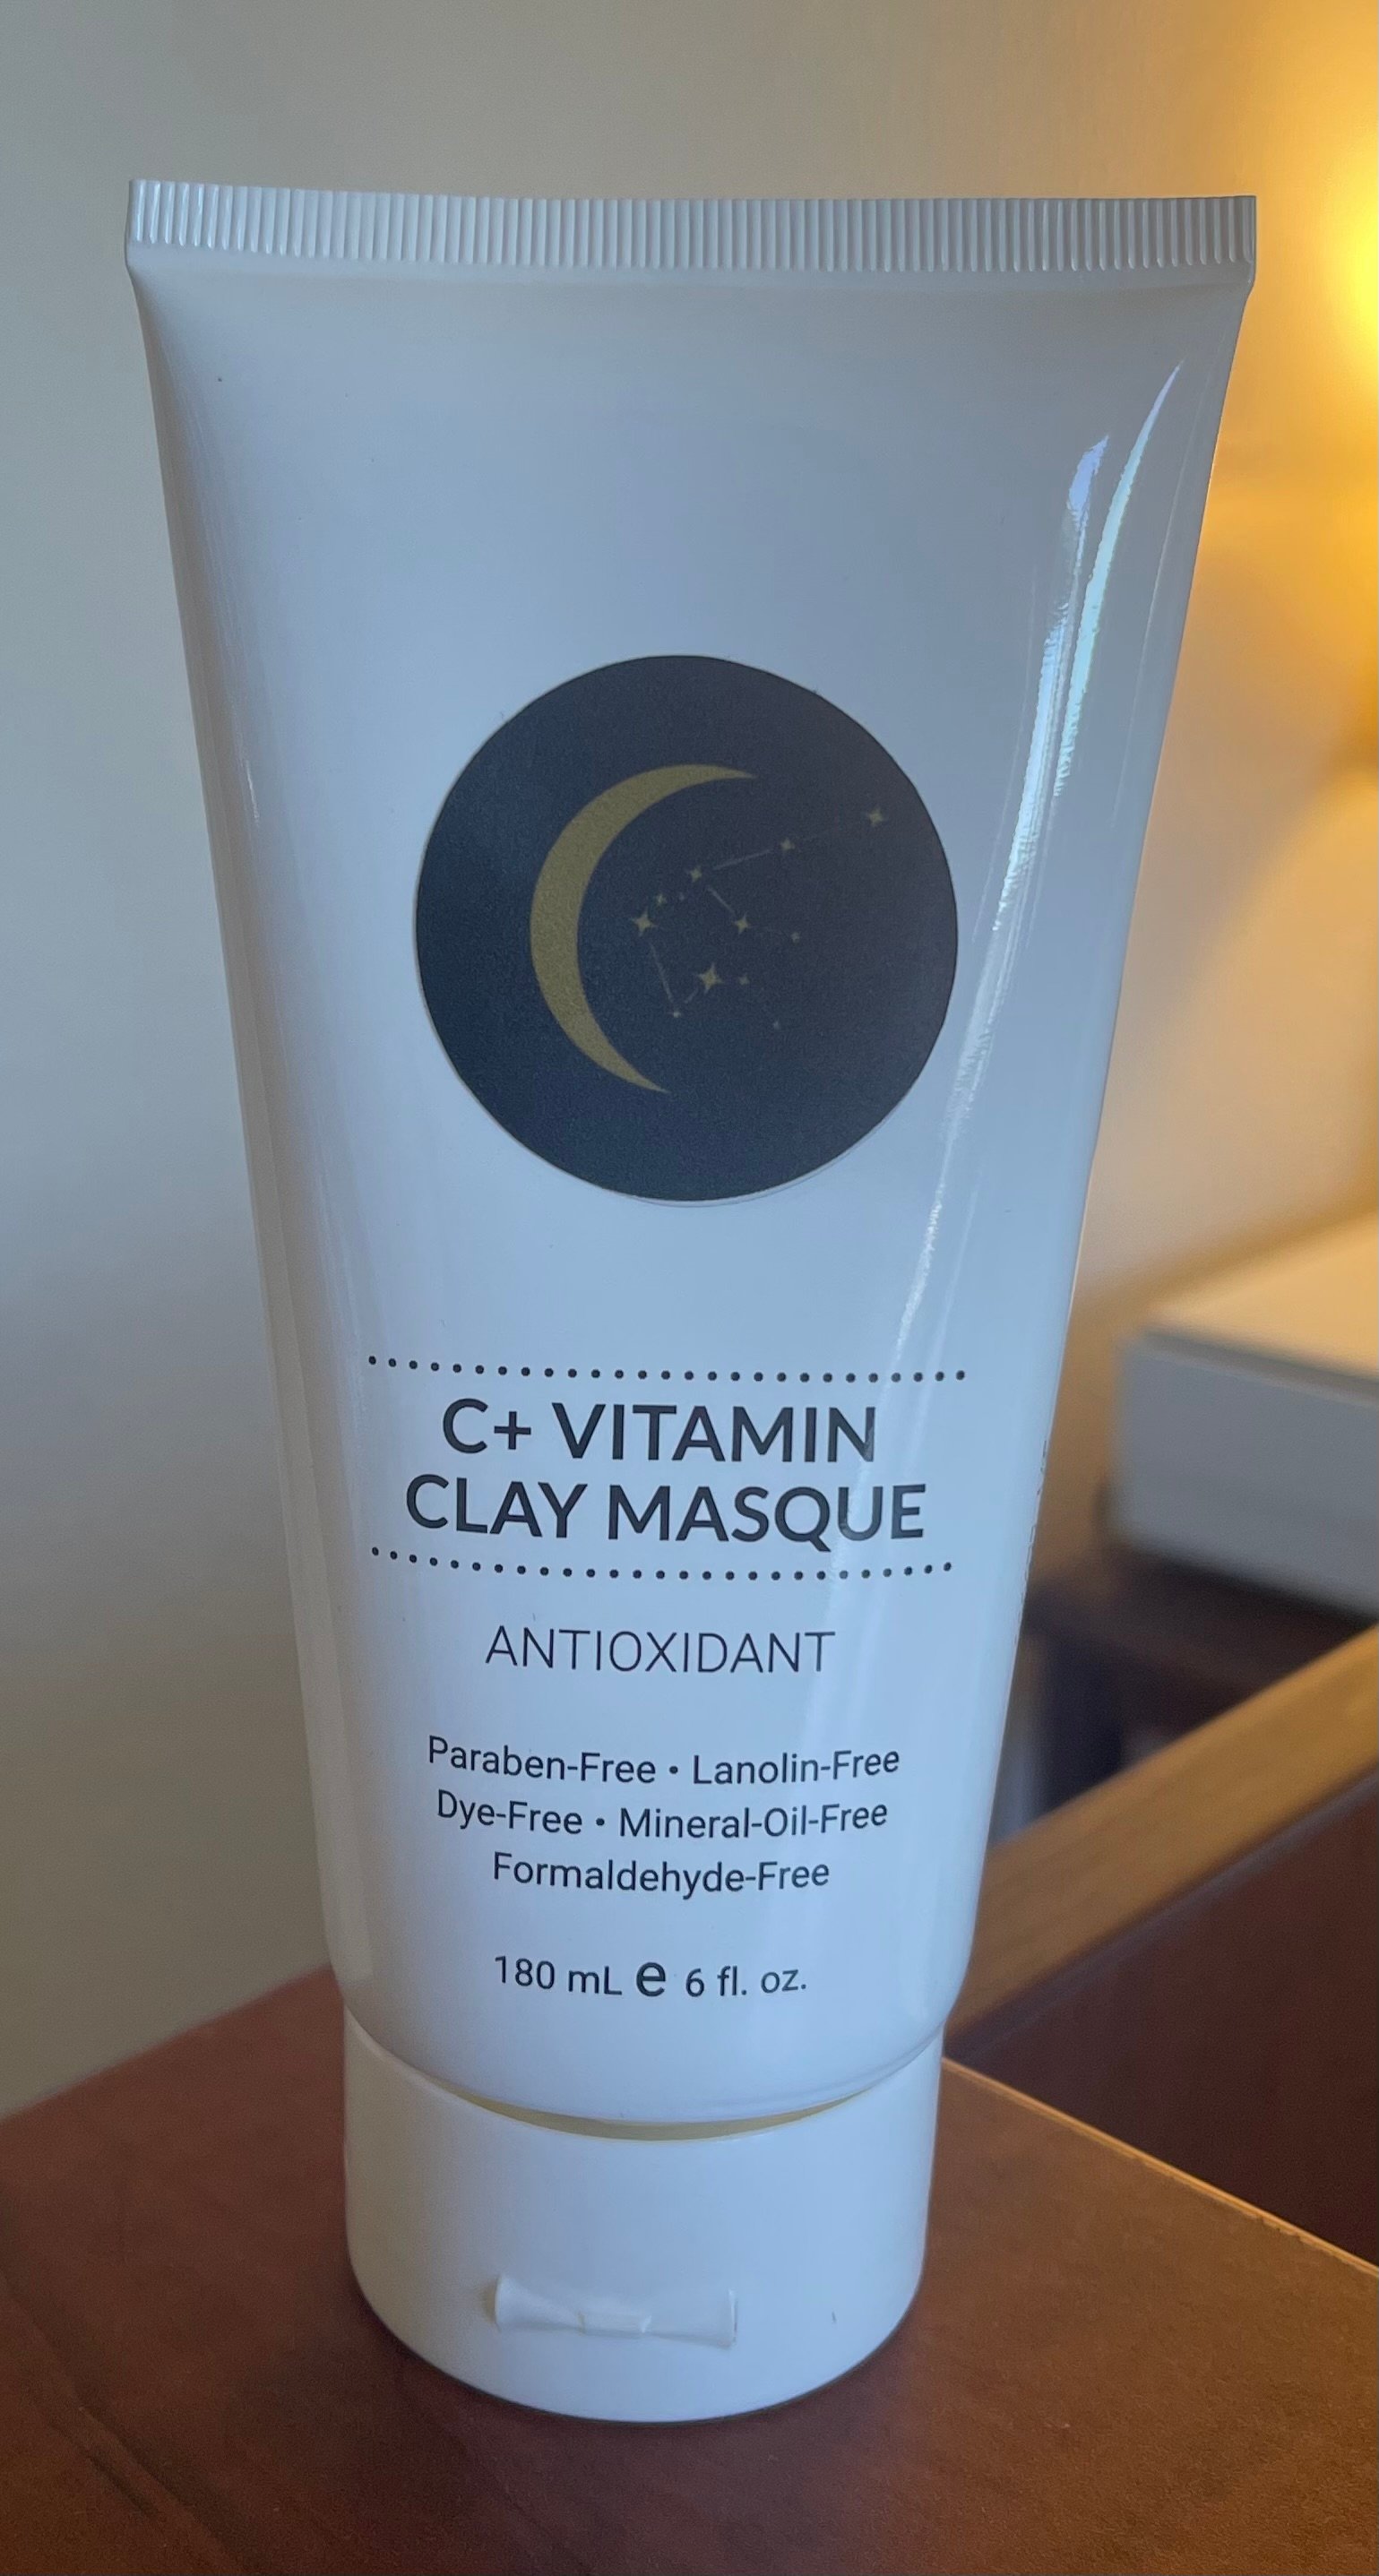 C+ VITAMIN
CLAY MASQUE
ANTIOXIDANT
Paraben-Free • Lanolin-Free
Dye-Free • Mineral-Oil-Free
Formaldehyde-Free
180 mL e 6 fl. oz.